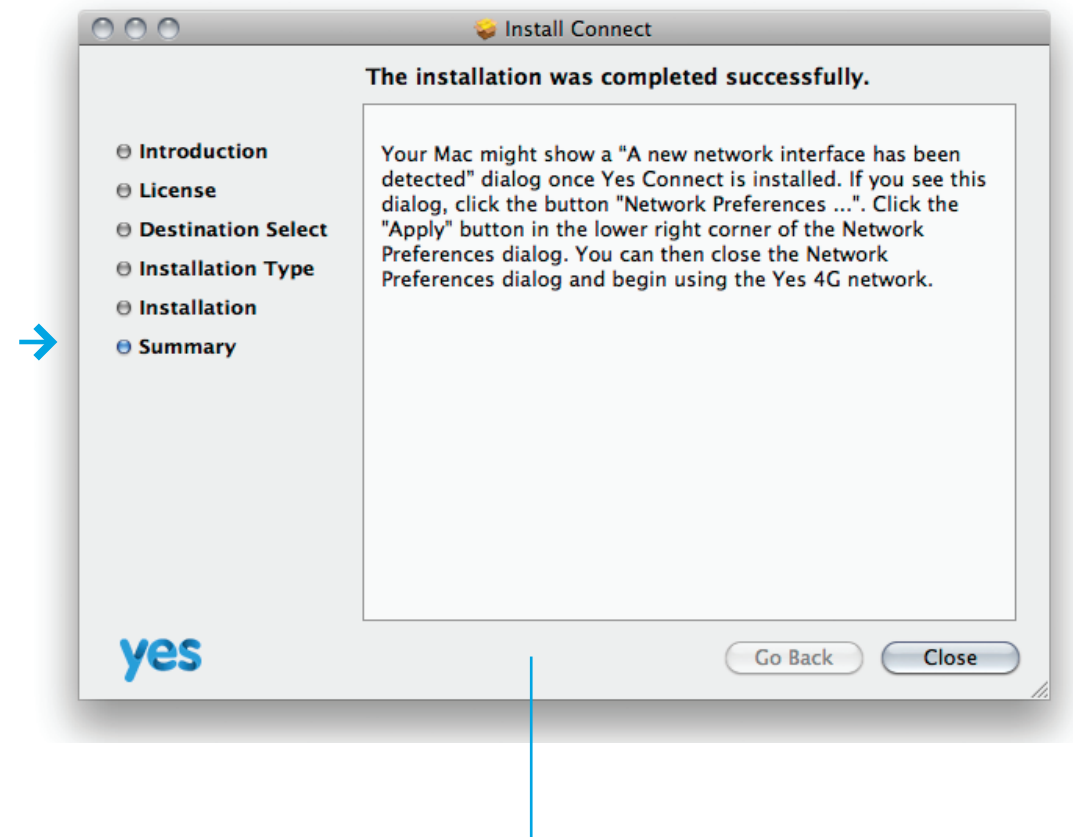 Install Connect
The installation was completed successfully.
Introduction
License
Destination Select
Installation Type
Installation
Summary
Your Mac might show a "A new network interface has been
detected" dialog once Yes Connect is installed. If you see this
dialog, click the button "Network Preferences ...". Click the
"Apply" button in the lower right corner of the Network
Preferences dialog. You can then close the Network
Preferences dialog and begin using the Yes 4G network.
yes
Go Back
Close